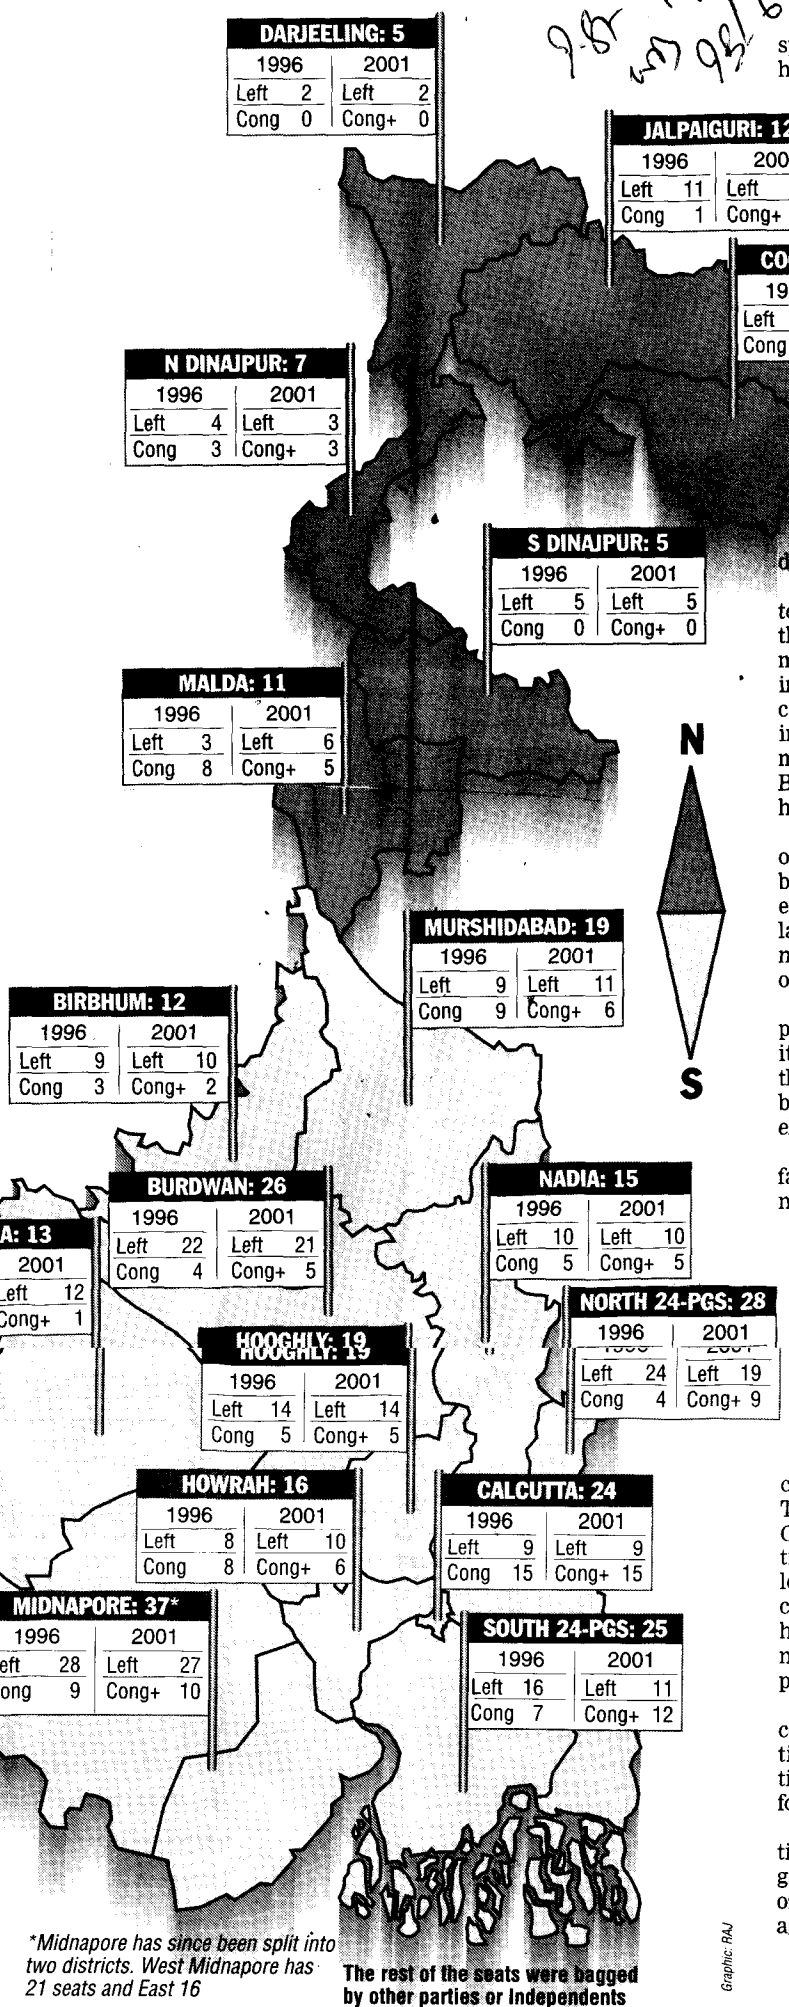 DARJEELING: 5
1996 2001
Left 2 Left 2
Cong 0 Cong+ 0
JALPAIGURI: 12
1996 200
Left 11 Left
Cong 1 Cong+
CO
19
Left
Cong
N DINAJPUR: 7
1996 2001
Left 4 Left 3
Cong 3 Cong+ 3
S DINAJPUR: 5
1996 2001
Left 5 Left 5
Cong 0 Cong+ 0
MALDA: 11
1996 2001
Left 3 Left 6
Cong 8 Cong+ 5
N
S
MURSHIDABAD: 19
1996 2001
Left 9 Left 11
Cong 9 Cong+ 6
BIRBHUM: 12
1996 2001
Left 9 Left 10
Cong 3 Cong+ 2
BURDWAN: 26
1996 2001
Left 22 Left 21
Cong 4 Cong+ 5
NADIA: 15
1996 2001
Left 10 Left 10
Cong 5 Cong+ 5
A: 13
2001
Left 12
Cong+ 1
NORTH 24-PGS: 28
1996 2001
Left 24 Left 19
Cong 4 Cong+ 9
HOOGHLY: 19
1996 2001
Left 14 Left 14
Cong 5 Cong+ 5
HOWRAH: 16
1996 2001
Left 8 Left 10
Cong 8 Cong+ 6
CALCUTTA: 24
1996 2001
Left 9 Left 9
Cong 15 Cong+ 15
MIDNAPORE: 37*
1996 2001
eft 28 Left 27
ong 9 Cong+ 10
SOUTH 24-PGS: 25
1996 2001
Left 16 Left 11
Cong 7 Cong+ 12
*Midnapore has since been split into
two districts. West Midnapore has
21 seats and East 16
The rest of the seats were bagged
by other parties or Independents
Graphic: RAJ